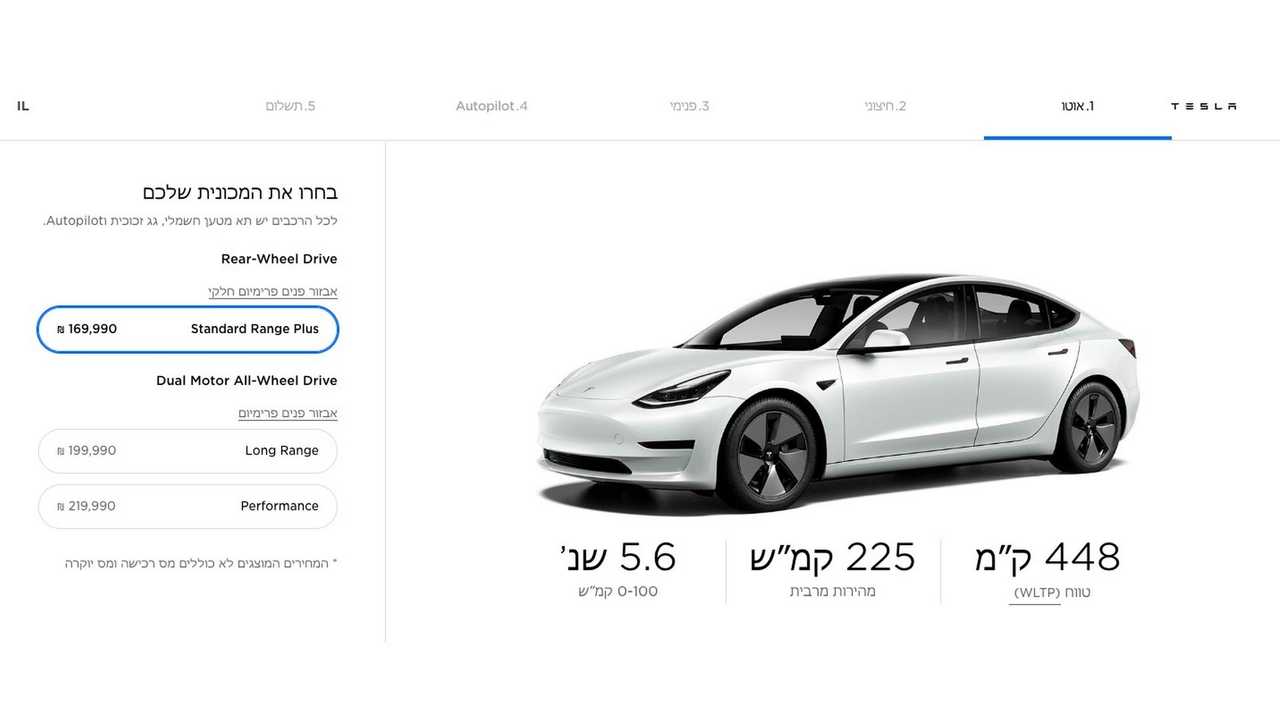 TESLA
1.אוטו
2.חיצוני
3.פנימי
4.Autopilot
5.תשלום
IL
בחרו את המכונית שלכם
לכל הרכבים יש תא מטען חשמלי, גג זכוכית וAutopilot.
Rear-Wheel Drive
אבזור פנים פרימיום חלקי
Standard Range Plus 169,990 ₪
Dual Motor All-Wheel Drive
אבזור פנים פרימיום
Long Range 199,990 ₪
Performance 219,990 ₪
* המחירים המוצגים לא כוללים מס רכישה ומס יוקרה
448 ק״מ
טווח (WLTP)
225 קמ״ש
מהירות מרבית
5.6 שנ׳
0-100 קמ״ש